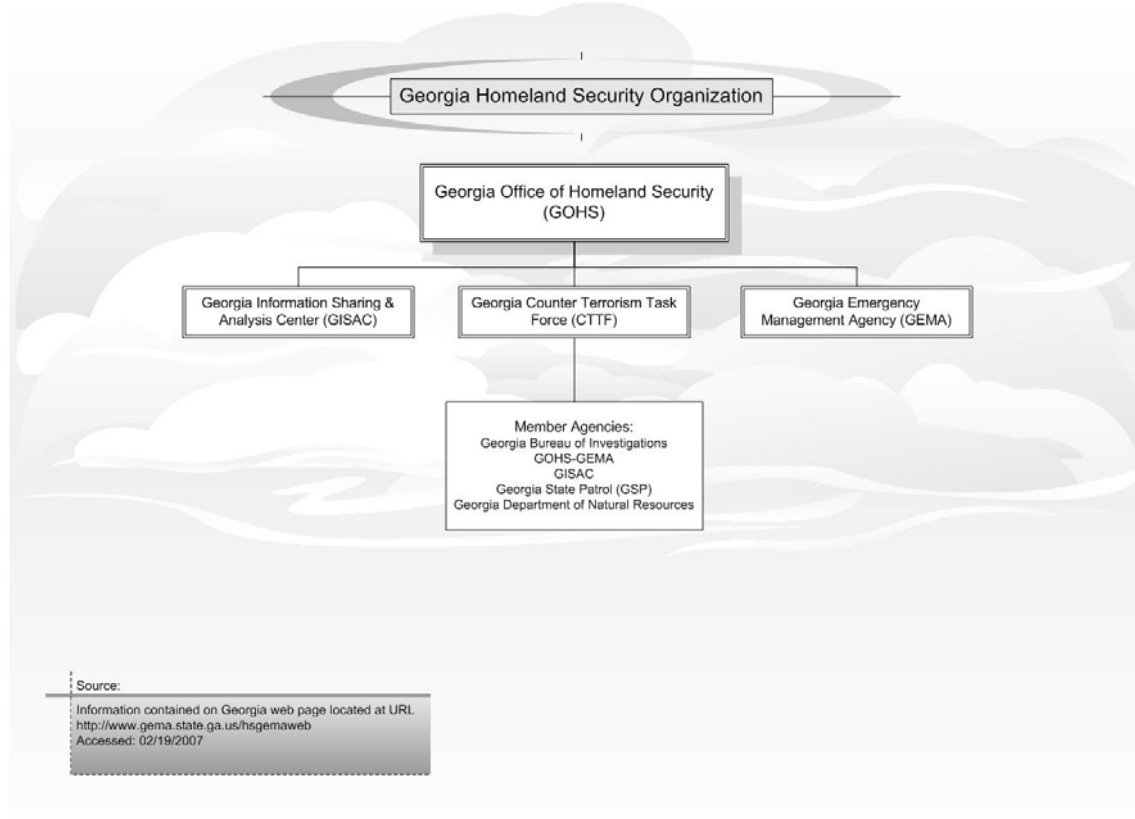 Georgia Homeland Security Organization
Georgia Office of Homeland Security
(GOHS)
Georgia Information Sharing &
Analysis Center (GISAC)
Georgia Counter Terrorism Task
Force (CTTF)
Georgia Emergency
Management Agency (GEMA)
Member Agencies:
Georgia Bureau of Investigations
GOHS-GEMA
GISAC
Georgia State Patrol (GSP)
Georgia Department of Natural Resources
Source:
Information contained on Georgia web page located at URL
http://www.gema.state.ga.us/hsgemaweb
Accessed: 02/19/2007